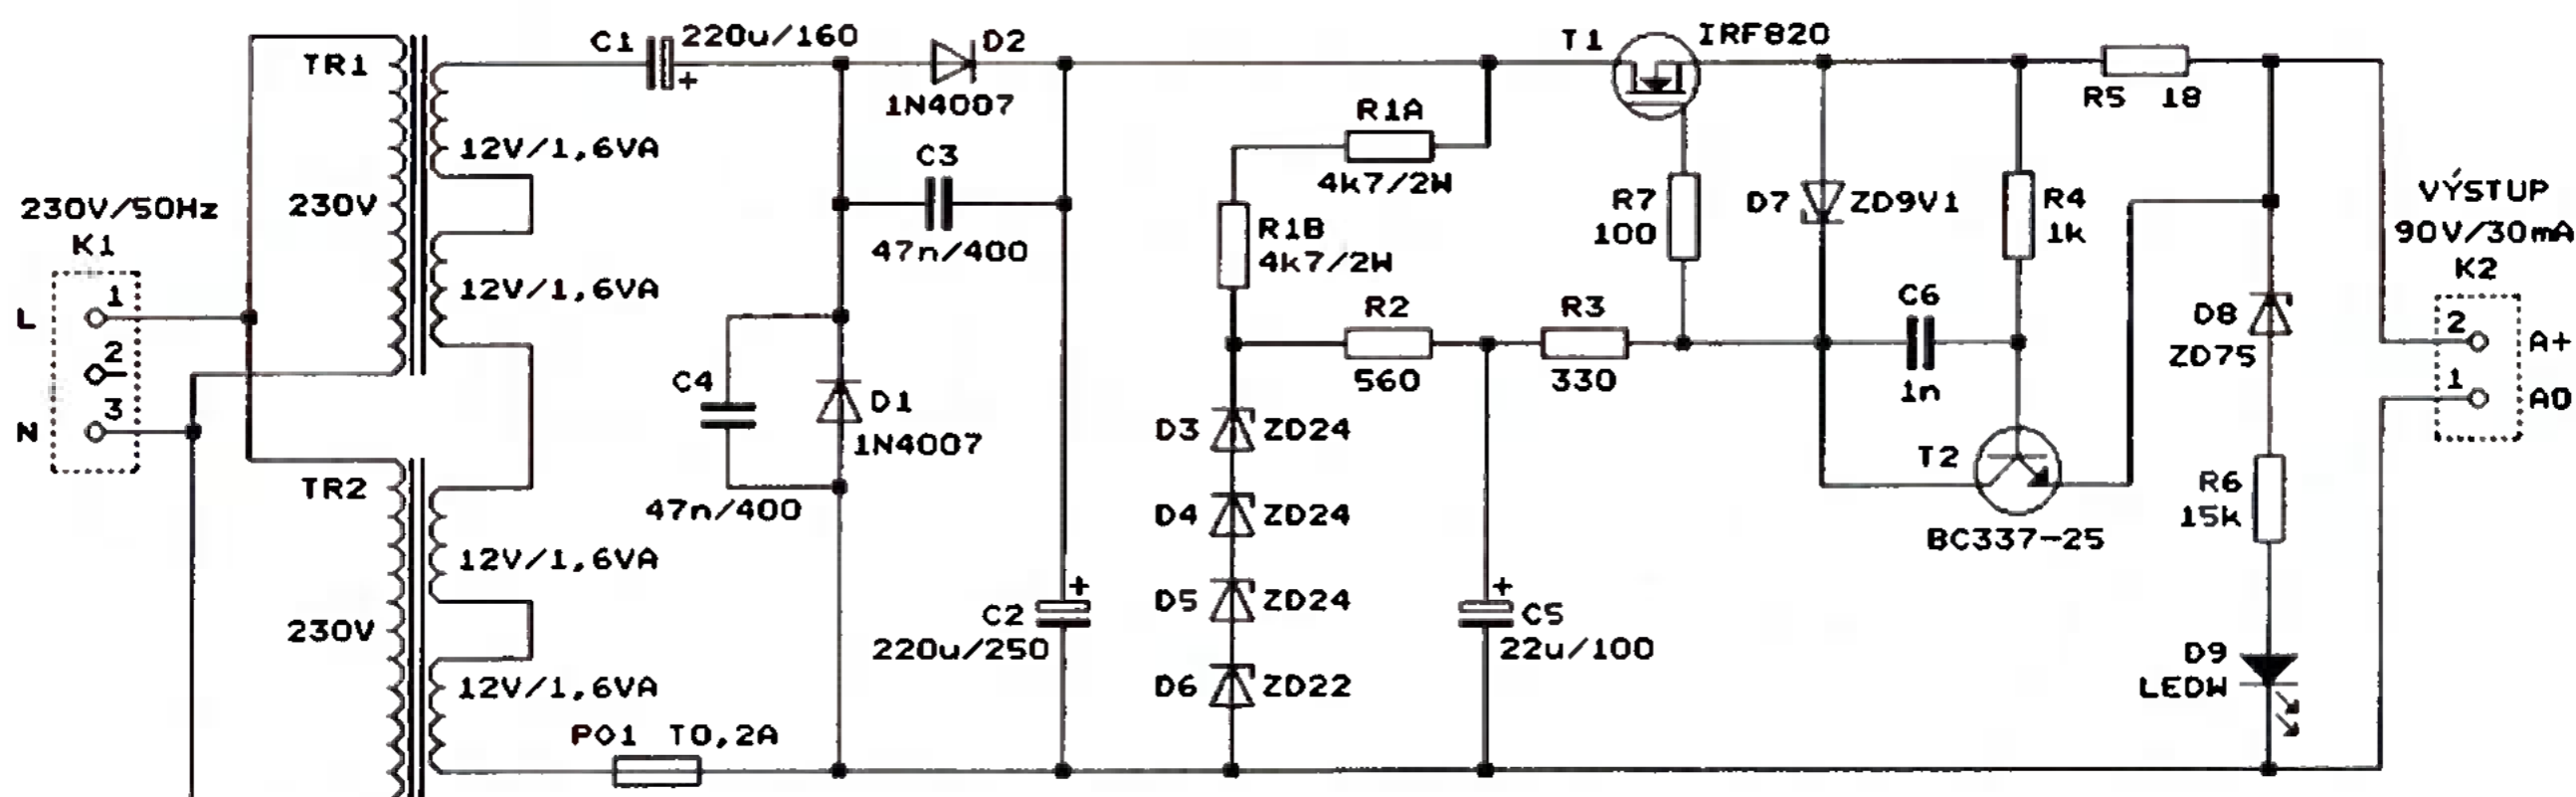 230V/50Hz
K1
L
1
2
3
N
TR1
230V
12V/1,6VA
12V/1,6VA
TR2
230V
12V/1,6VA
12V/1,6VA
C1
220u/160
+
D2
1N4007
C3
47n/400
C4
47n/400
D1
1N4007
PO1 T0,2A
C2
220u/250
+
R1A
4k7/2W
R1B
4k7/2W
R2
560
R3
330
D3 ZD24
D4 ZD24
D5 ZD24
D6 ZD22
+
C5
22u/100
T1 IRF820
R7
100
D7 ZD9V1
R4
1k
C6
1n
T2
BC337-25
R5 18
D8
ZD75
R6
15k
D9
LEDW
VÝSTUP
90V/30mA
K2
2
A+
1
A0